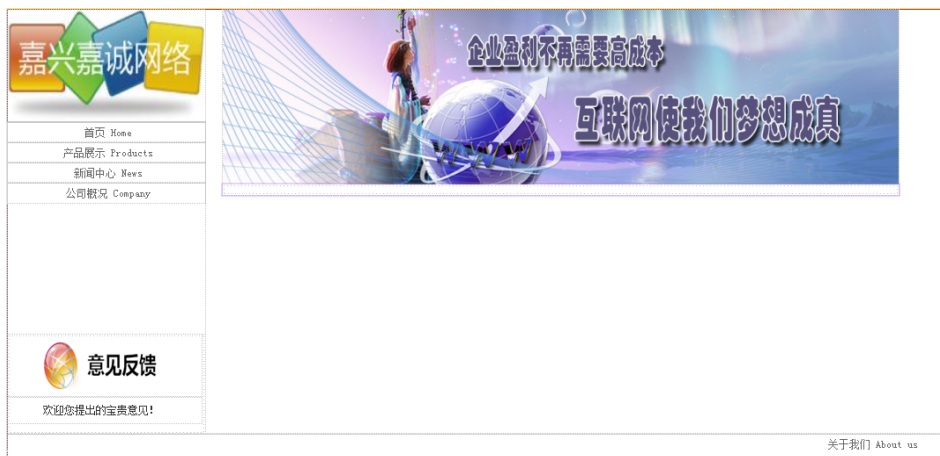 嘉兴嘉诚网络
企业盈利不再需要高成本
互联网使我们梦想成真
WWW
首页 Home
产品展示 Products
新闻中心 News
公司概况 Company
意见反馈
欢迎您提出的宝贵意见!
关于我们 About us